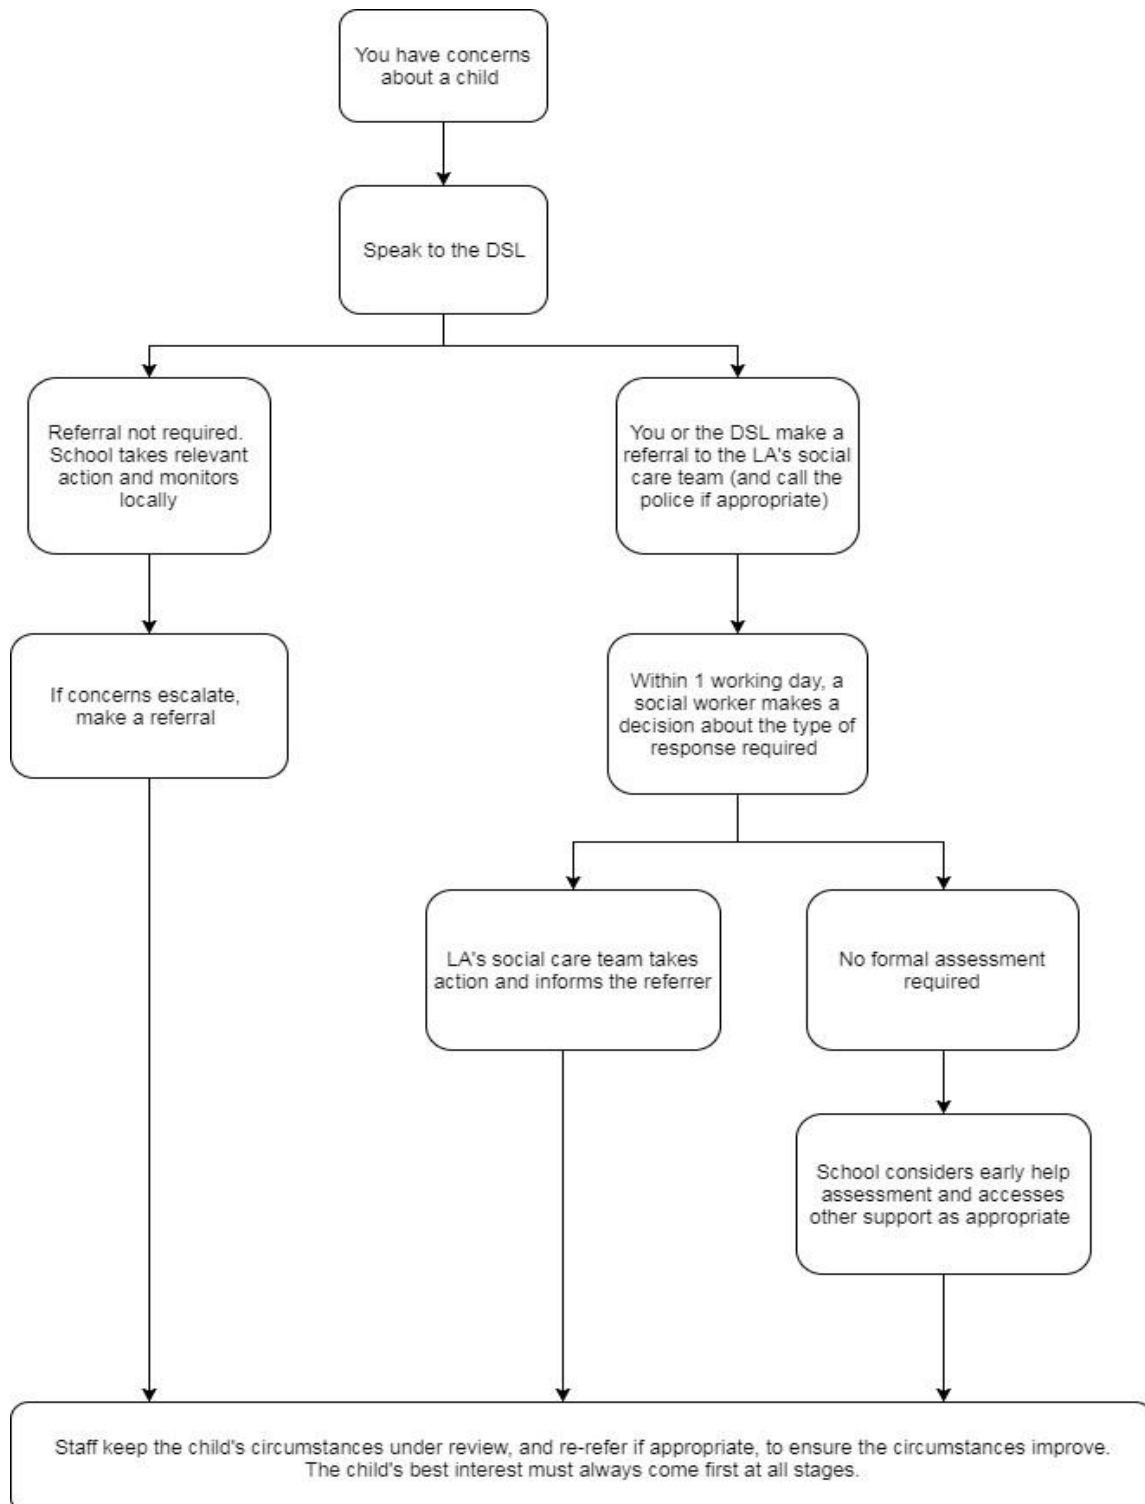 You have concerns
about a child
Speak to the DSL
Referral not required.
School takes relevant
action and monitors
locally
You or the DSL make a
referral to the LA's social
care team (and call the
police if appropriate)
If concerns escalate,
make a referral
Within 1 working day, a
social worker makes a
decision about the type of
response required
LA's social care team takes
action and informs the referrer
No formal assessment
required
School considers early help
assessment and accesses
other support as appropriate
Staff keep the child's circumstances under review, and re-refer if appropriate, to ensure the circumstances improve.
The child's best interest must always come first at all stages.